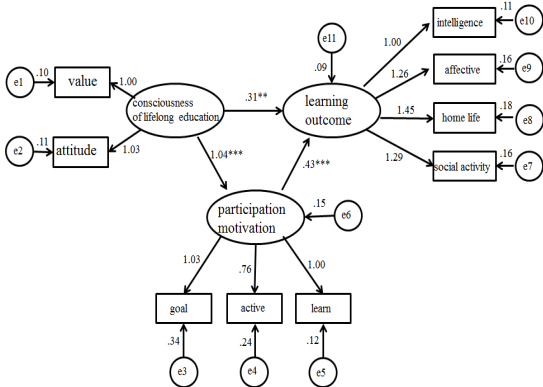 .11
intelligence
e10
e11
1.00
.16
.10
e1
value
1.00
.09
1.26
affective
e9
consciousness
of lifelong education
.31**
learning
outcome
1.45
.18
home life
e8
.11
e2
attitude
1.03
1.29
.16
social activity
e7
1.04***
.43***
participation
motivation
.15
e6
1.03
.76
1.00
goal
active
learn
.34
.24
.12
e3
e4
e5